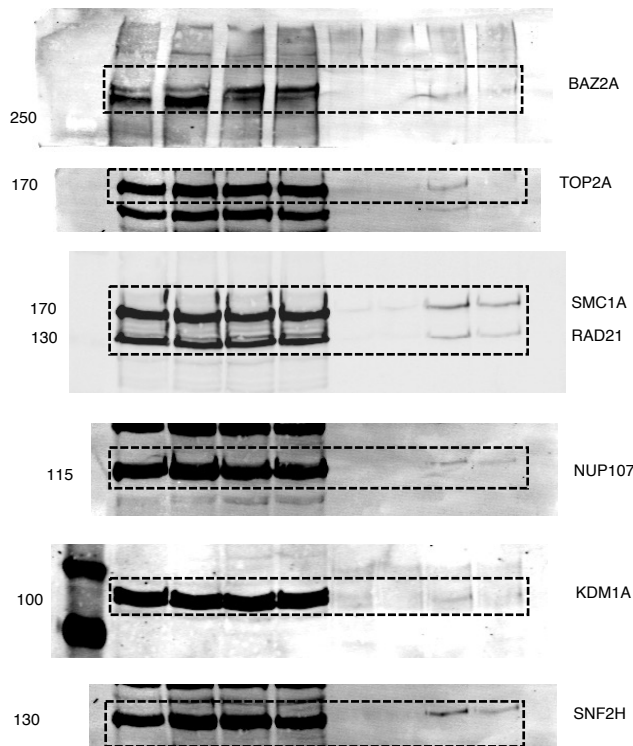 BAZ2A
250
170 TOP2A
170 SMC1A
130 RAD21
115 NUP107
100 KDM1A
130 SNF2H